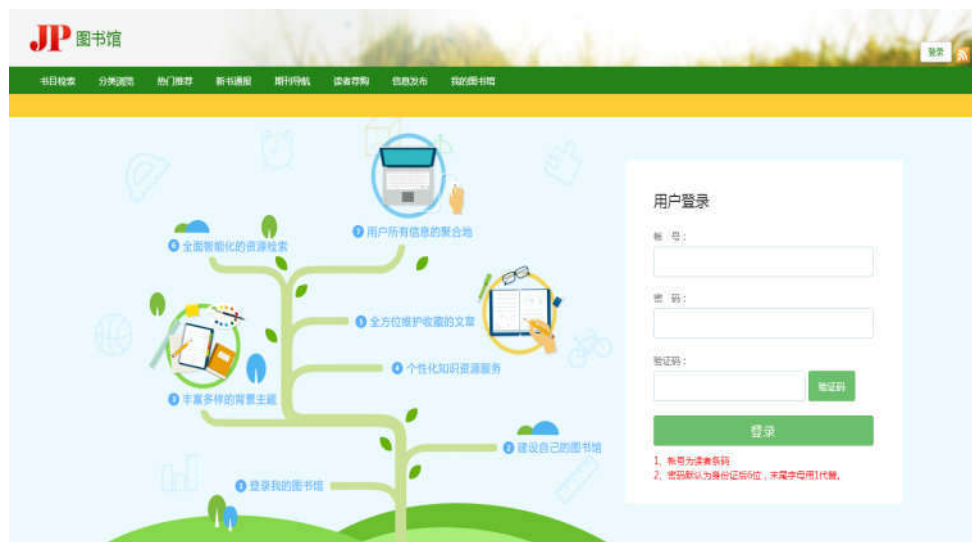 JP 图书馆
登录
书目检索 分类浏览 热门推荐 新书通报 期刊导航 读者荐购 信息发布 我的图书馆
7 用户所有信息的聚合地
6 全面智能化的资源检索
5 全方位维护收藏的文章
4 个性化知识资源服务
3 丰富多样的背景主题
2 建设自己的图书馆
1 登录我的图书馆
用户登录
帐 号：
密 码：
验证码：
验证码
登录
1、帐号为读者条码
2、密码默认为身份证后6位，末尾字母用1代替。